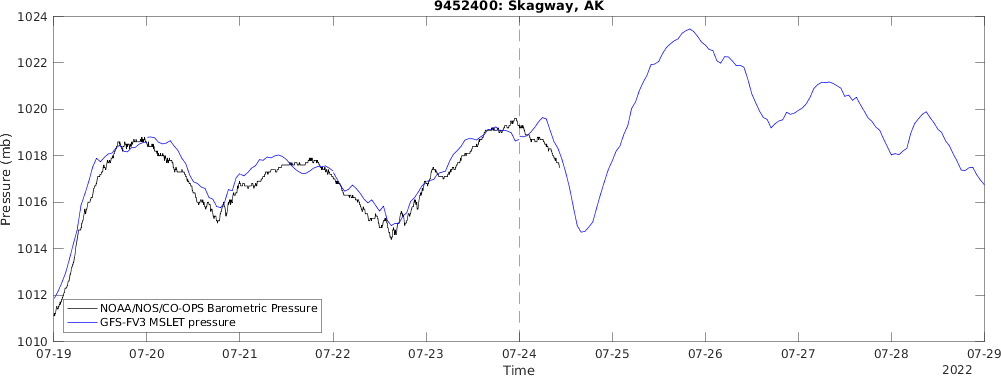 9452400: Skagway, AK
Pressure (mb)
1024
1022
1020
1018
1016
1014
1012
1010
NOAA/NOS/CO-OPS Barometric Pressure
GFS-FV3 MSLET pressure
07-19 07-20 07-21 07-22 07-23 07-24 07-25 07-26 07-27 07-28 07-29
Time
2022